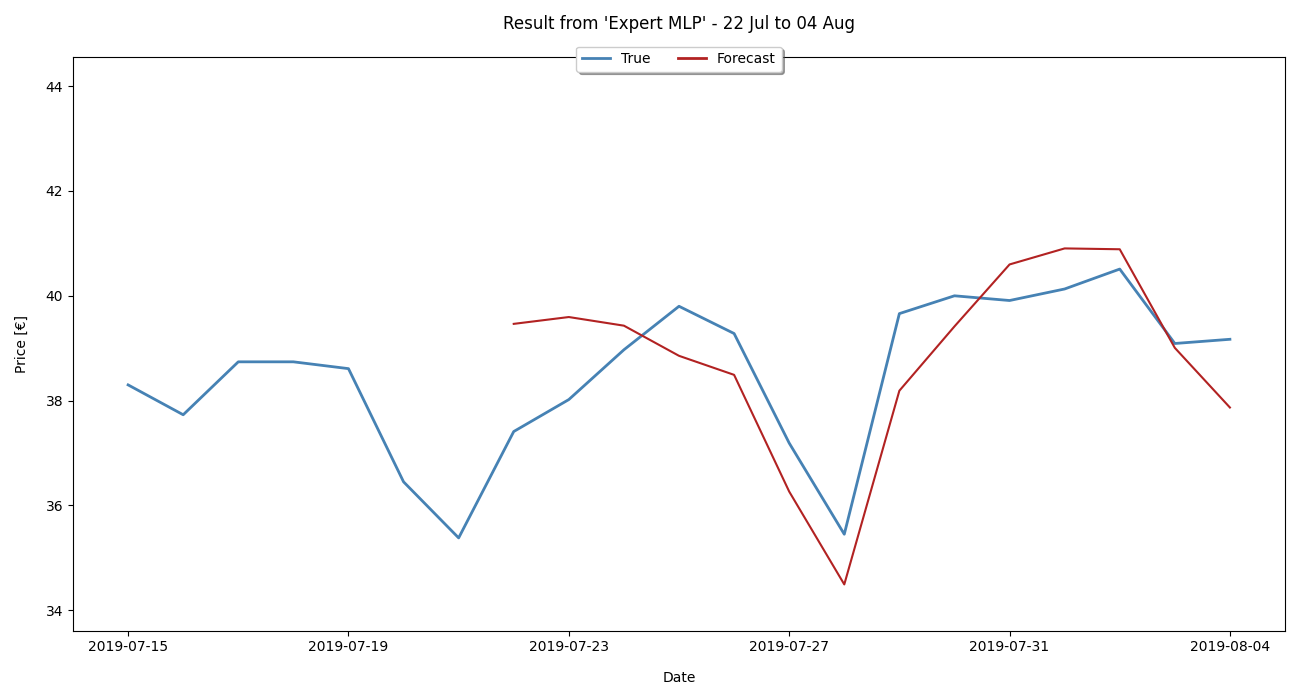 Result from 'Expert MLP' - 22 Jul to 04 Aug
True Forecast
44
42
40
38
36
34
Price [€]
2019-07-15 2019-07-19 2019-07-23 2019-07-27 2019-07-31 2019-08-04
Date